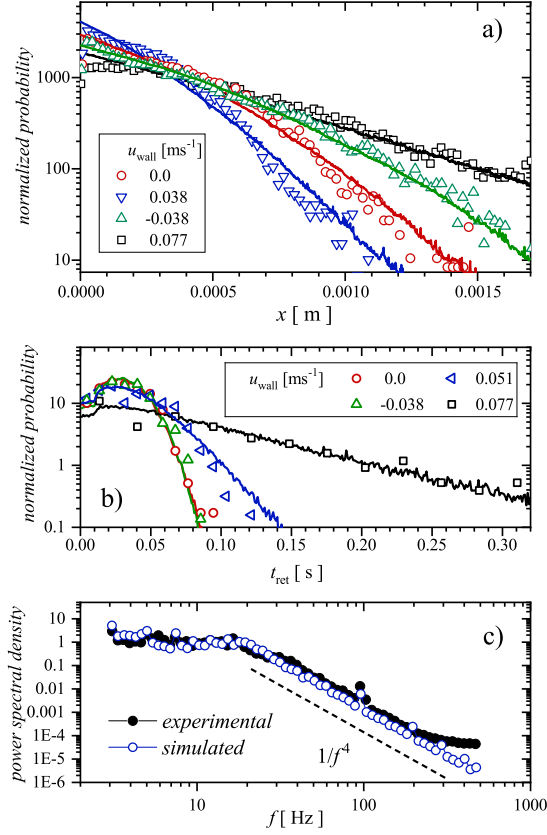 a)
normalized probability
1000
100
10
u_wall [ms⁻¹]
0.0
0.038
-0.038
0.077
0.0000 0.0005 0.0010 0.0015
x [ m ]
normalized probability
100
10
1
0.1
u_wall [ms⁻¹]
0.0 0.051
-0.038 0.077
b)
0.00 0.05 0.10 0.15 0.20 0.25 0.30
t_ret [ s ]
power spectral density
10
1
0.1
0.01
0.001
1E-4
1E-5
1E-6
c)
experimental
simulated
1/f⁴
10 100 1000
f [ Hz ]